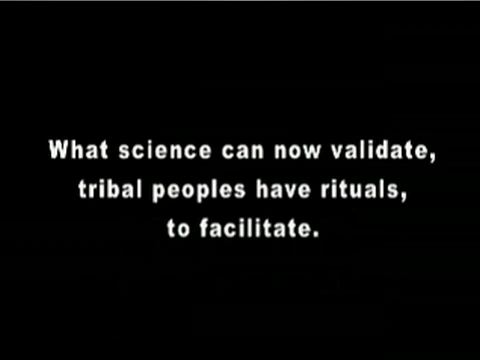 What science can now validate,
tribal peoples have rituals,
to facilitate.